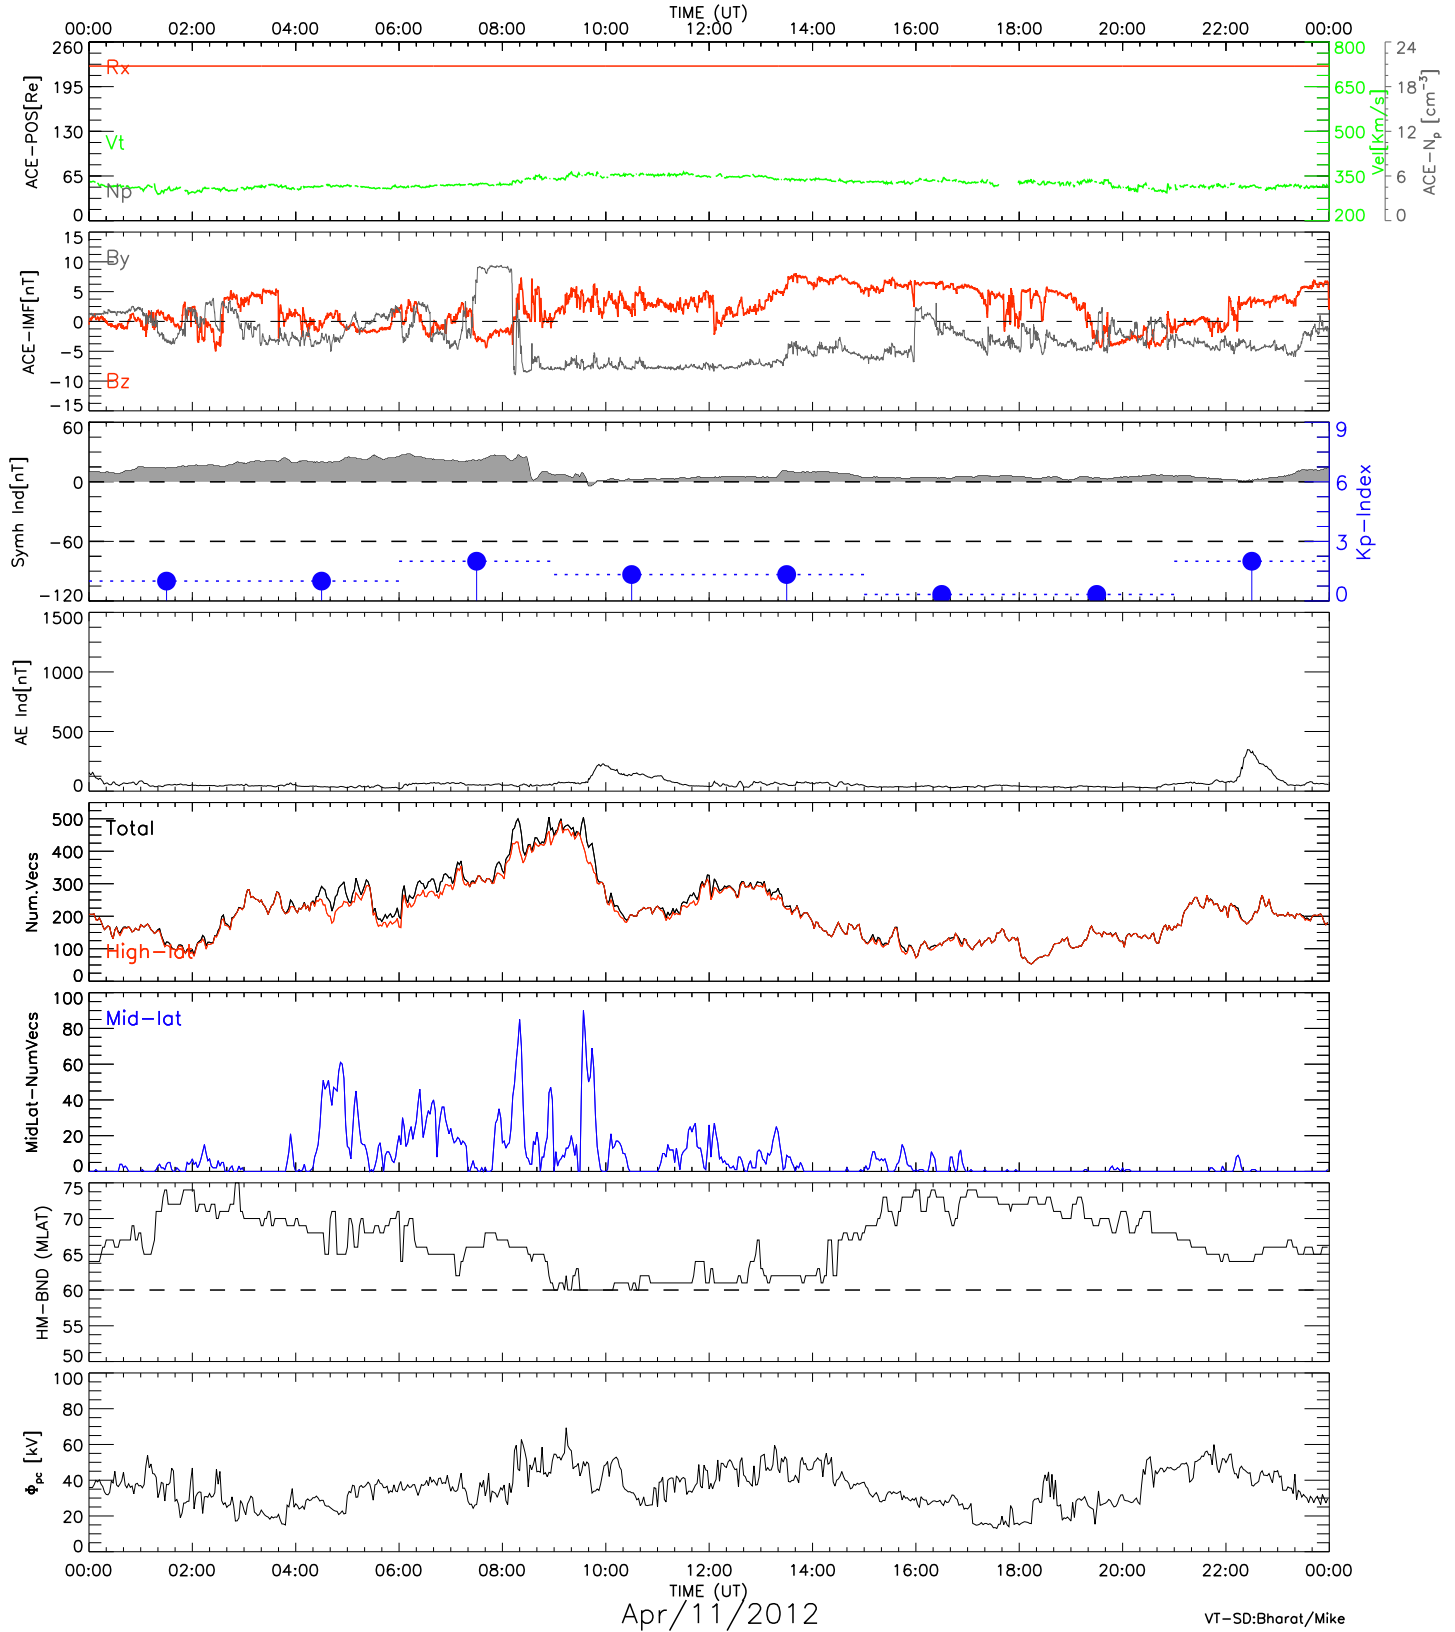 TIME (UT)
00:00 02:00 04:00 06:00 08:00 10:00 12:00 14:00 16:00 18:00 20:00 22:00 00:00
ACE-POS[Re]
260
195
130
65
0
Rx
Vt
Np
800
650
500
350
200
Vel[Km/s]
24
18
12
6
0
ACE-Np [cm⁻³]
ACE-IMF[nT]
15
10
5
0
-5
-10
-15
By
Bz
Symh Ind[nT]
60
0
-60
-120
9
6
3
0
Kp-Index
AE Ind[nT]
1500
1000
500
0
Num.Vecs
500
400
300
200
100
0
Total
High-lat
MidLat-NumVecs
100
80
60
40
20
0
Mid-lat
HM-BND (MLAT)
75
70
65
60
55
50
Φpc [kV]
100
80
60
40
20
0
00:00 02:00 04:00 06:00 08:00 10:00 12:00 14:00 16:00 18:00 20:00 22:00 00:00
TIME (UT)
Apr/11/2012
VT-SD:Bharat/Mike